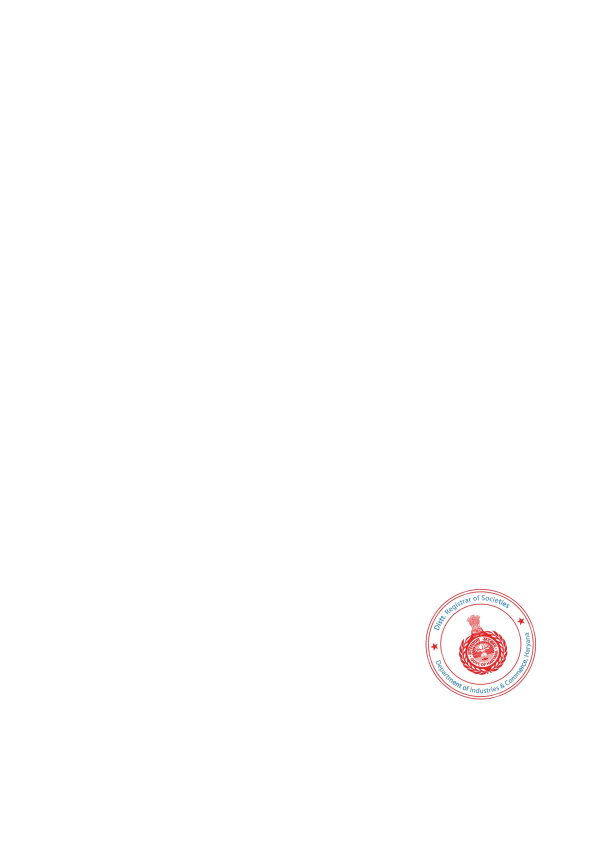 Distt. Registrar of Societies
Department of Industries & Commerce, Haryana